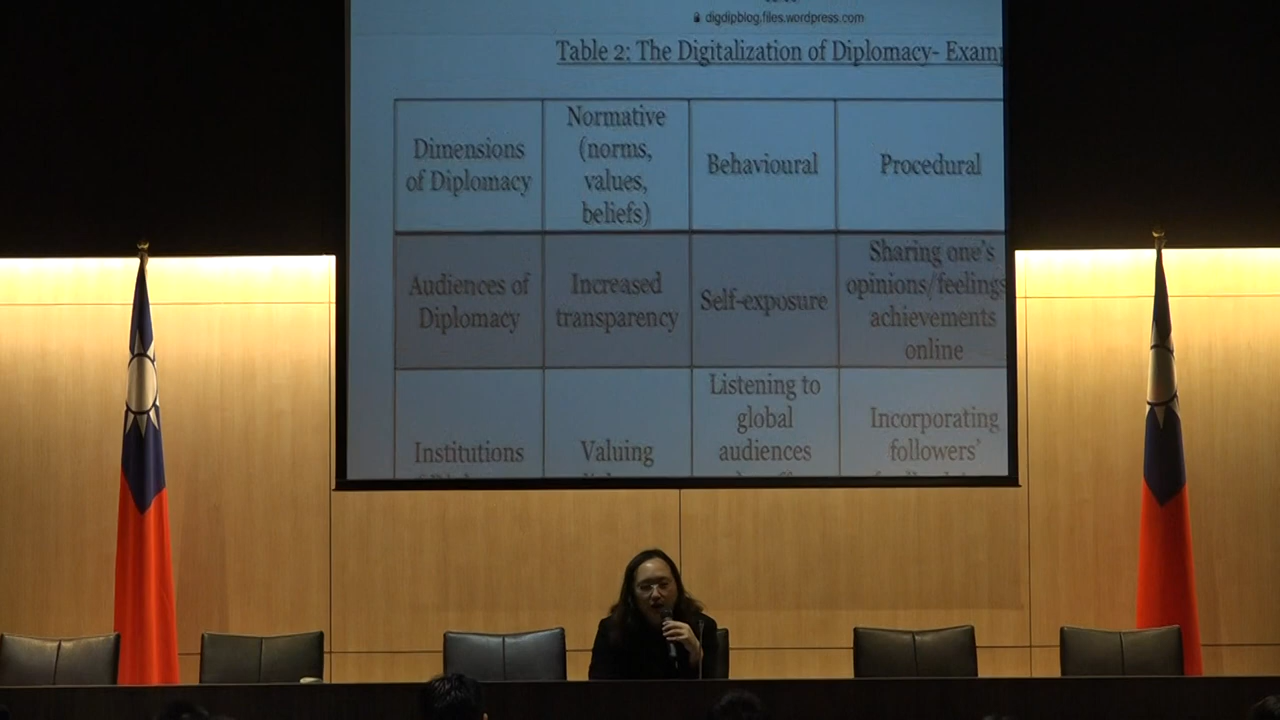 digdipblog.files.wordpress.com
Table 2: The Digitalization of Diplomacy- Examp
Dimensions
of Diplomacy
Normative
(norms,
values,
beliefs)
Behavioural
Procedural
Audiences of
Diplomacy
Increased
transparency
Self-exposure
Sharing one's
opinions/feelings
achievements
online
Institutions
Valuing
Listening to
global
audiences
Incorporating
followers'